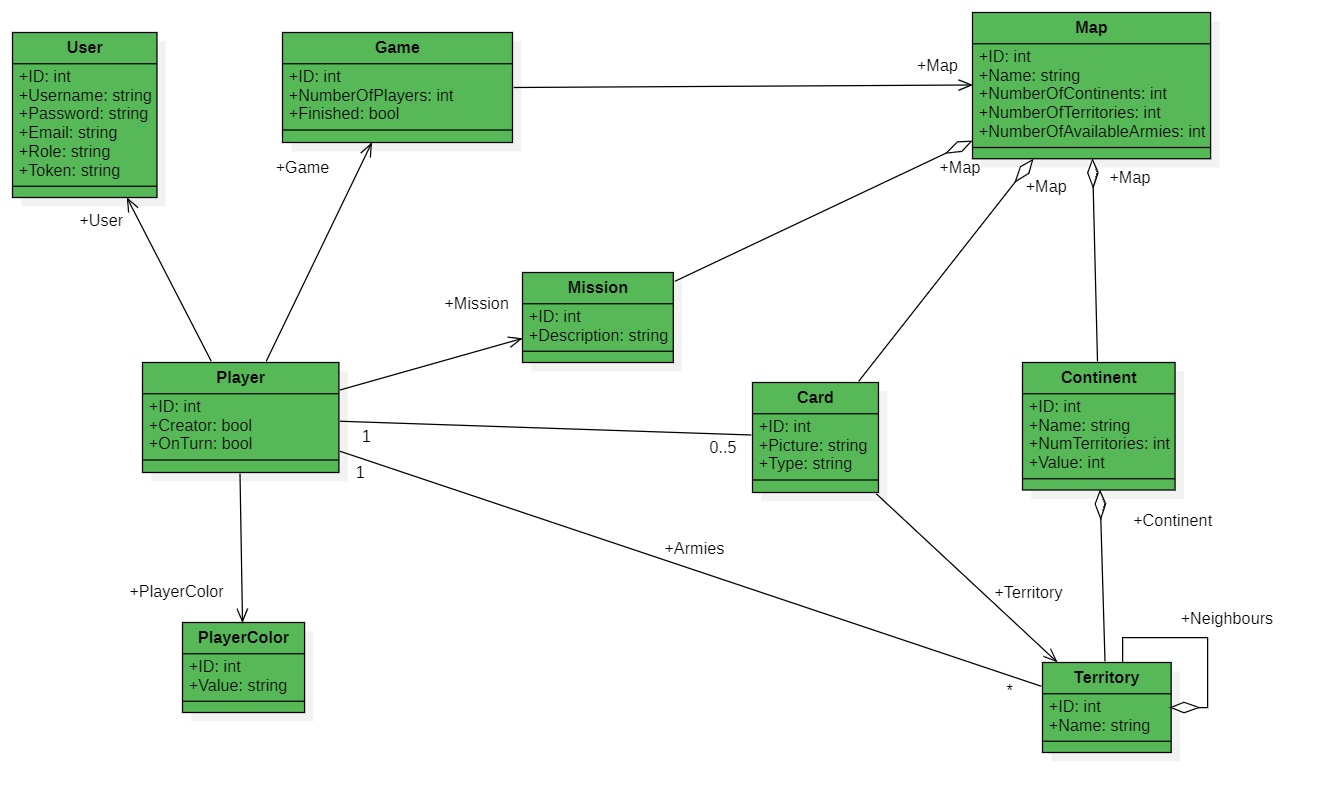 User
+ID: int
+Username: string
+Password: string
+Email: string
+Role: string
+Token: string
Game
+ID: int
+NumberOfPlayers: int
+Finished: bool
Map
+ID: int
+Name: string
+NumberOfContinents: int
+NumberOfTerritories: int
+NumberOfAvailableArmies: int
+Map
+Game
+Map
+Map
+Map
+User
Mission
+ID: int
+Description: string
+Mission
Player
+ID: int
+Creator: bool
+OnTurn: bool
Card
+ID: int
+Picture: string
+Type: string
Continent
+ID: int
+Name: string
+NumTerritories: int
+Value: int
1
0..5
1
+Continent
+Armies
+PlayerColor
+Territory
+Neighbours
PlayerColor
+ID: int
+Value: string
*
Territory
+ID: int
+Name: string